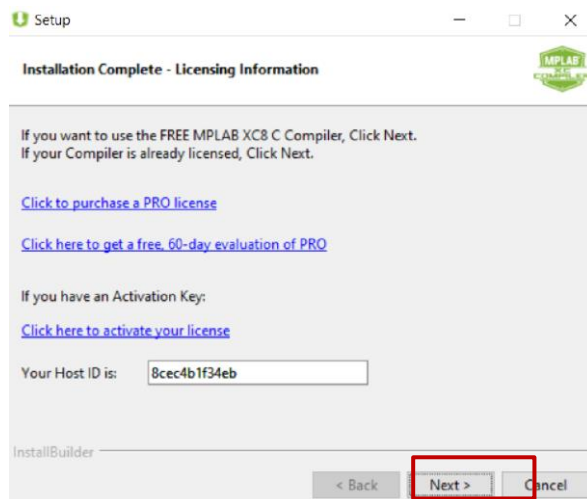 Setup
Installation Complete - Licensing Information
MPLAB
XC
COMPILER
If you want to use the FREE MPLAB XC8 C Compiler, Click Next.
If your Compiler is already licensed, Click Next.
Click to purchase a PRO license
Click here to get a free, 60-day evaluation of PRO
If you have an Activation Key:
Click here to activate your license
Your Host ID is: 8cec4b1f34eb
InstallBuilder
< Back Next > Cancel